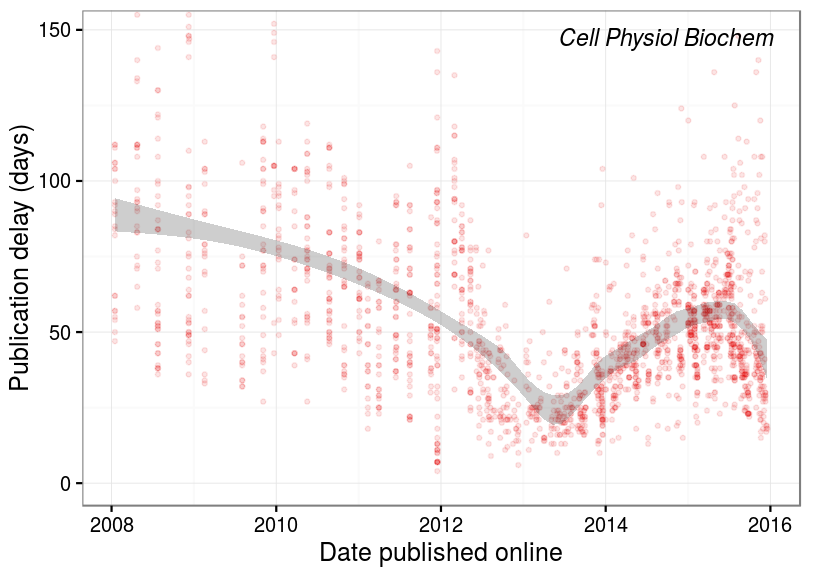 Cell Physiol Biochem
Publication delay (days)
150
100
50
0
2008 2010 2012 2014 2016
Date published online